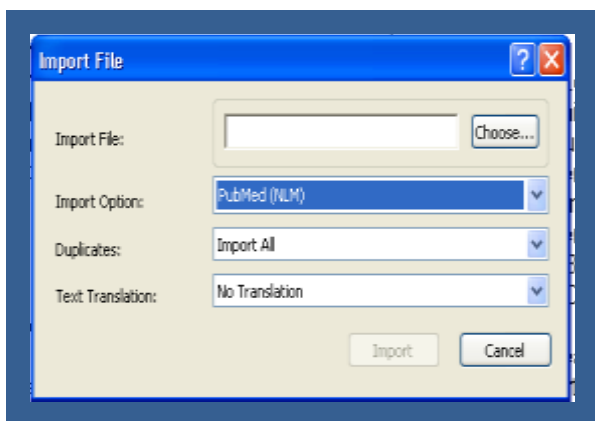 Import File
Import File:
Choose...
Import Option:
PubMed (NLM)
Duplicates:
Import All
Text Translation:
No Translation
Import
Cancel